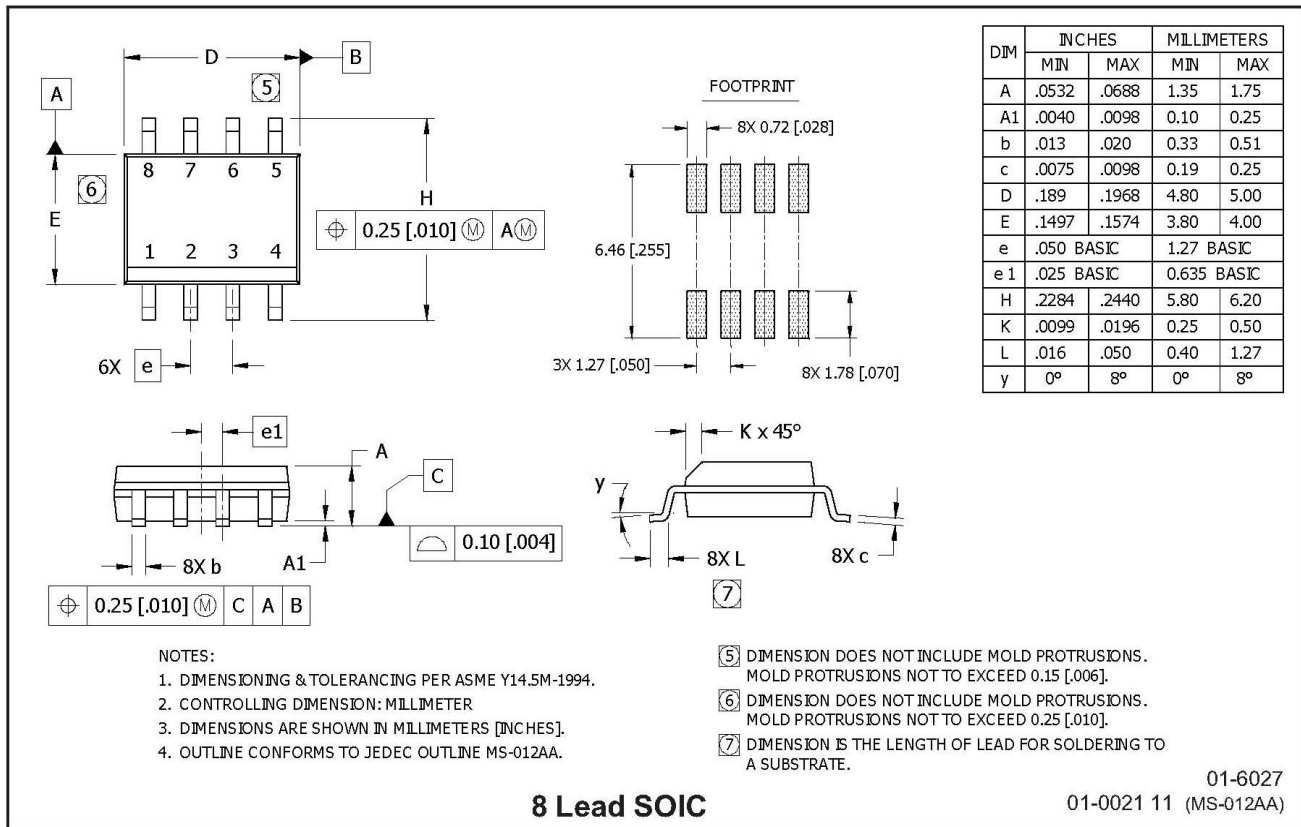 D
B
5
A
8 7 6 5
6
E
H
⌖ 0.25 [.010] Ⓜ A Ⓜ
1 2 3 4
6X e
FOOTPRINT
8X 0.72 [.028]
6.46 [.255]
3X 1.27 [.050]
8X 1.78 [.070]
DIM INCHES MILLIMETERS
MIN MAX MIN MAX
A .0532 .0688 1.35 1.75
A1 .0040 .0098 0.10 0.25
b .013 .020 0.33 0.51
c .0075 .0098 0.19 0.25
D .189 .1968 4.80 5.00
E .1497 .1574 3.80 4.00
e .050 BASIC 1.27 BASIC
e 1 .025 BASIC 0.635 BASIC
H .2284 .2440 5.80 6.20
K .0099 .0196 0.25 0.50
L .016 .050 0.40 1.27
y 0° 8° 0° 8°
e1
A
C
⌓ 0.10 [.004]
8X b
A1
⌖ 0.25 [.010] Ⓜ C A B
K x 45°
y
8X L
8X c
7
NOTES:
1. DIMENSIONING & TOLERANCING PER ASME Y14.5M-1994.
2. CONTROLLING DIMENSION: MILLIMETER
3. DIMENSIONS ARE SHOWN IN MILLIMETERS [INCHES].
4. OUTLINE CONFORMS TO JEDEC OUTLINE MS-012AA.
5 DIMENSION DOES NOT INCLUDE MOLD PROTRUSIONS.
MOLD PROTRUSIONS NOT TO EXCEED 0.15 [.006].
6 DIMENSION DOES NOT INCLUDE MOLD PROTRUSIONS.
MOLD PROTRUSIONS NOT TO EXCEED 0.25 [.010].
7 DIMENSION IS THE LENGTH OF LEAD FOR SOLDERING TO
A SUBSTRATE.
8 Lead SOIC
01-6027
01-0021 11 (MS-012AA)